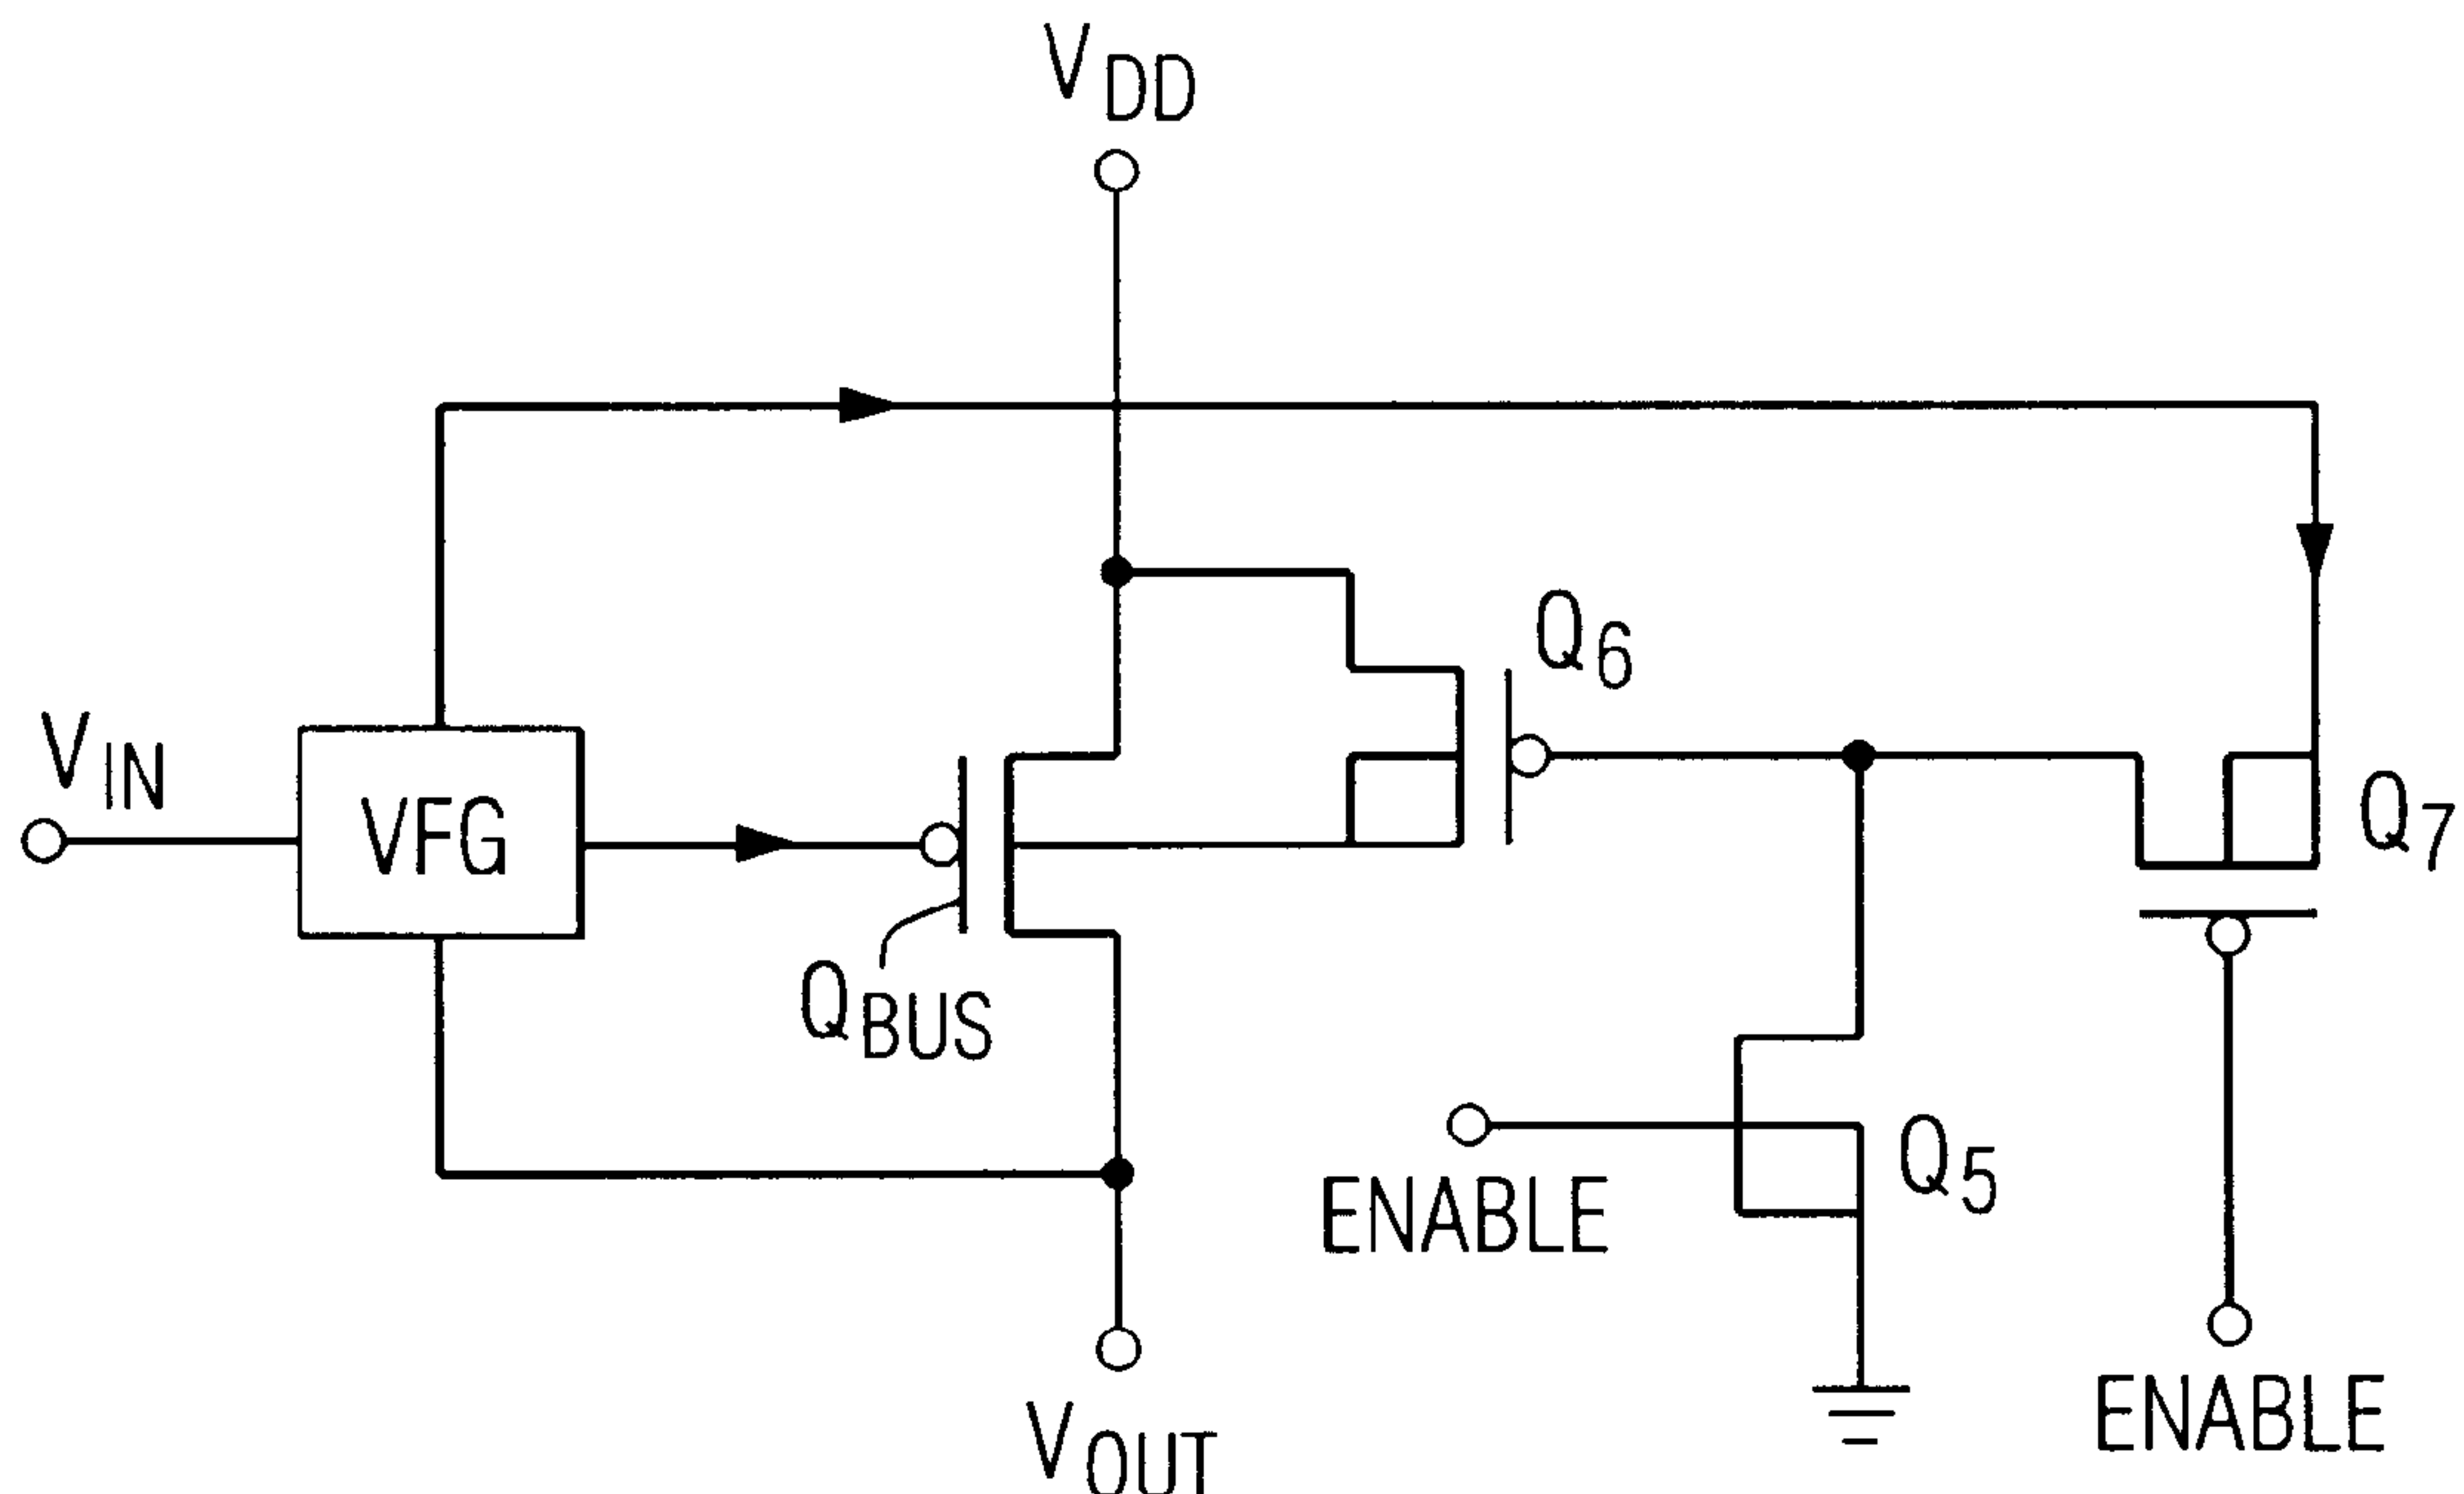 VDD
Q6
VIN
VFG
Q7
QBUS
Q5
ENABLE
ENABLE
VOUT